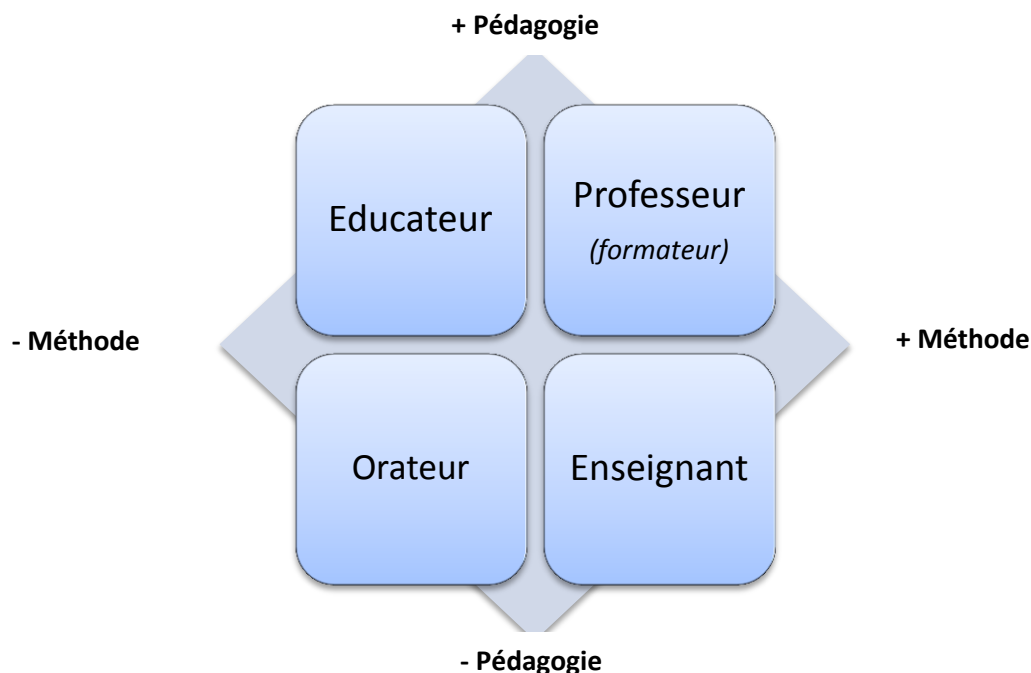 + Pédagogie
Educateur
Professeur
(formateur)
- Méthode
+ Méthode
Orateur
Enseignant
- Pédagogie